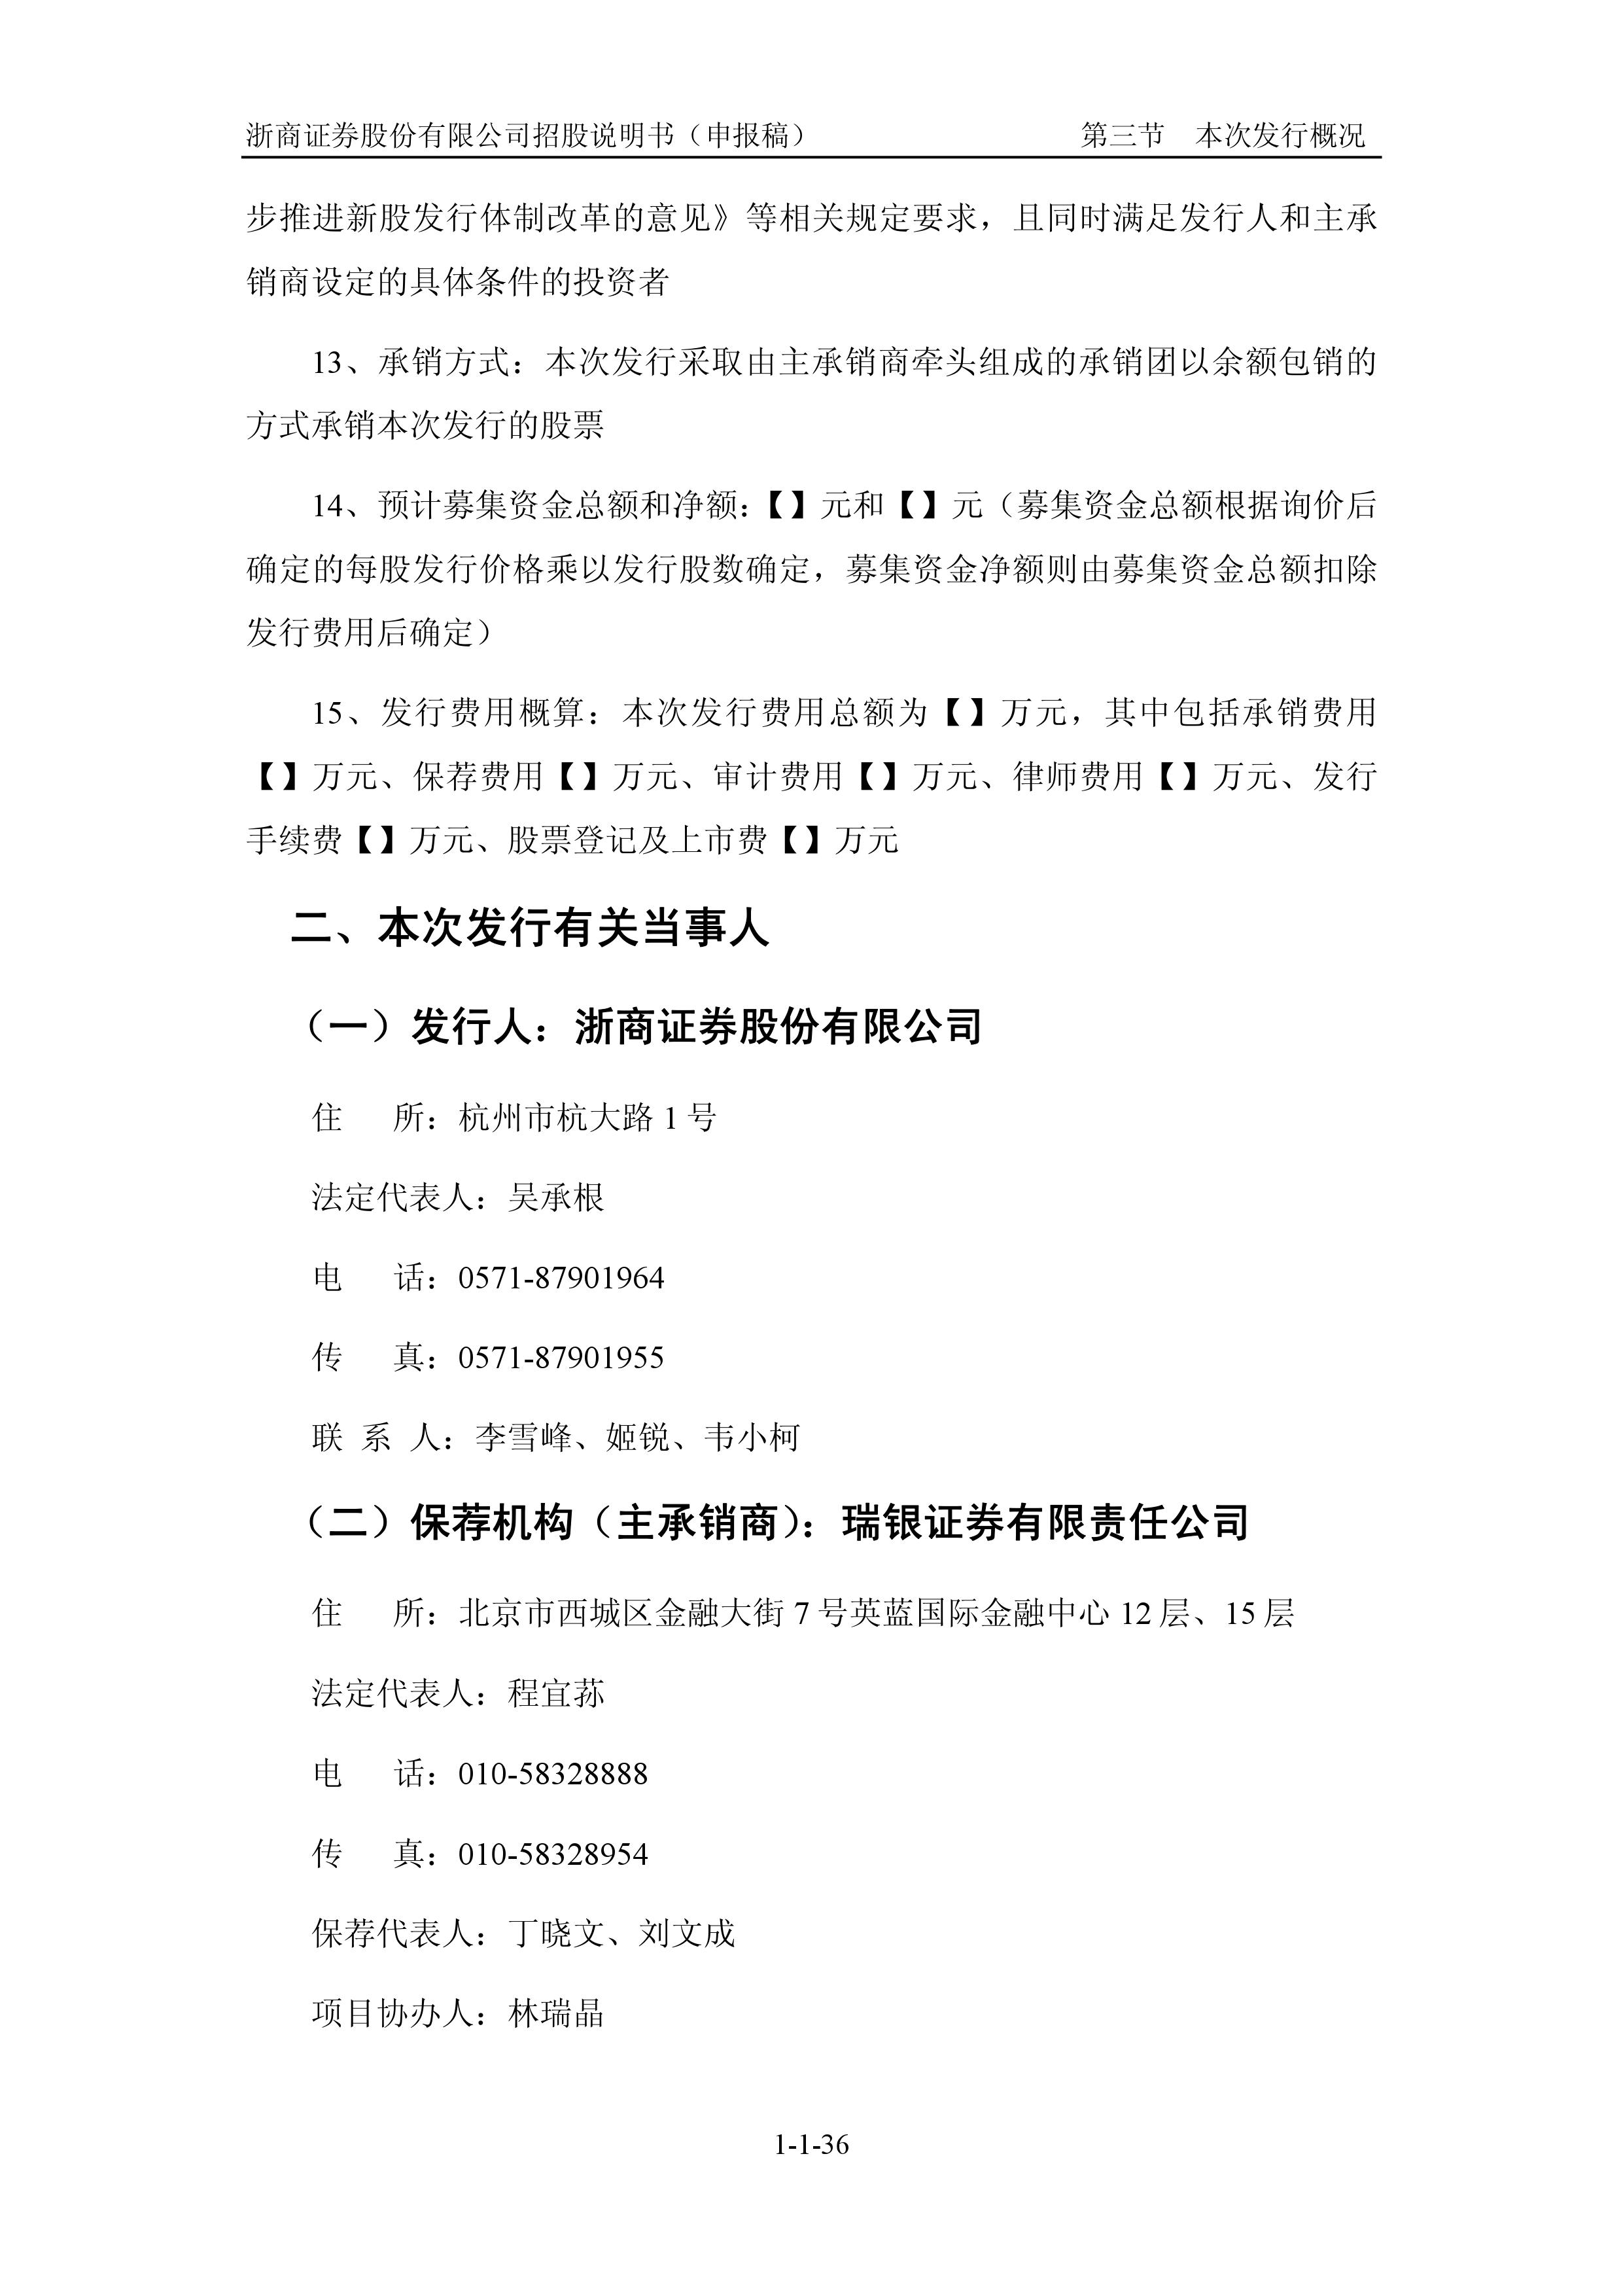 浙商证券股份有限公司招股说明书（申报稿） 第三节 本次发行概况
步推进新股发行体制改革的意见》等相关规定要求，且同时满足发行人和主承
销商设定的具体条件的投资者
13、承销方式：本次发行采取由主承销商牵头组成的承销团以余额包销的
方式承销本次发行的股票
14、预计募集资金总额和净额：【】元和【】元（募集资金总额根据询价后
确定的每股发行价格乘以发行股数确定，募集资金净额则由募集资金总额扣除
发行费用后确定）
15、发行费用概算：本次发行费用总额为【】万元，其中包括承销费用
【】万元、保荐费用【】万元、审计费用【】万元、律师费用【】万元、发行
手续费【】万元、股票登记及上市费【】万元
二、本次发行有关当事人
（一）发行人：浙商证券股份有限公司
住 所：杭州市杭大路 1 号
法定代表人：吴承根
电 话：0571-87901964
传 真：0571-87901955
联 系 人：李雪峰、姬锐、韦小柯
（二）保荐机构（主承销商）：瑞银证券有限责任公司
住 所：北京市西城区金融大街 7 号英蓝国际金融中心 12 层、15 层
法定代表人：程宜荪
电 话：010-58328888
传 真：010-58328954
保荐代表人：丁晓文、刘文成
项目协办人：林瑞晶
1-1-36